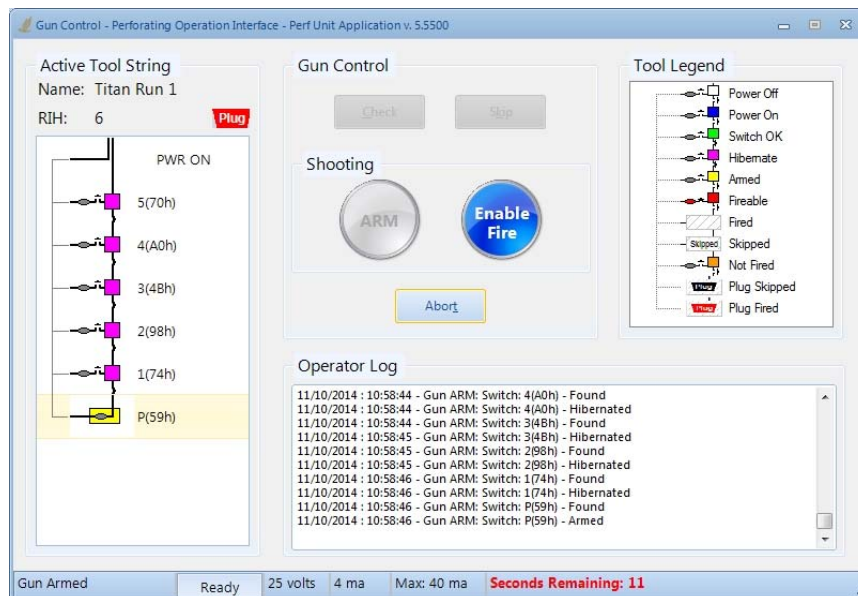 Gun Control - Perforating Operation Interface - Perf Unit Application v. 5.5500
Active Tool String
Name: Titan Run 1
RIH: 6
Plug
PWR ON
5(70h)
4(A0h)
3(4Bh)
2(98h)
1(74h)
P(59h)
Gun Control
Check
Skip
Shooting
ARM
Enable
Fire
Abort
Tool Legend
Power Off
Power On
Switch OK
Hibernate
Armed
Fireable
Fired
Skipped Skipped
Not Fired
Plug Plug Skipped
Plug Plug Fired
Operator Log
11/10/2014 : 10:58:44 - Gun ARM: Switch: 4(A0h) - Found
11/10/2014 : 10:58:44 - Gun ARM: Switch: 4(A0h) - Hibernated
11/10/2014 : 10:58:44 - Gun ARM: Switch: 3(4Bh) - Found
11/10/2014 : 10:58:45 - Gun ARM: Switch: 3(4Bh) - Hibernated
11/10/2014 : 10:58:45 - Gun ARM: Switch: 2(98h) - Found
11/10/2014 : 10:58:45 - Gun ARM: Switch: 2(98h) - Hibernated
11/10/2014 : 10:58:46 - Gun ARM: Switch: 1(74h) - Found
11/10/2014 : 10:58:46 - Gun ARM: Switch: 1(74h) - Hibernated
11/10/2014 : 10:58:46 - Gun ARM: Switch: P(59h) - Found
11/10/2014 : 10:58:46 - Gun ARM: Switch: P(59h) - Armed
Gun Armed Ready 25 volts 4 ma Max: 40 ma Seconds Remaining: 11